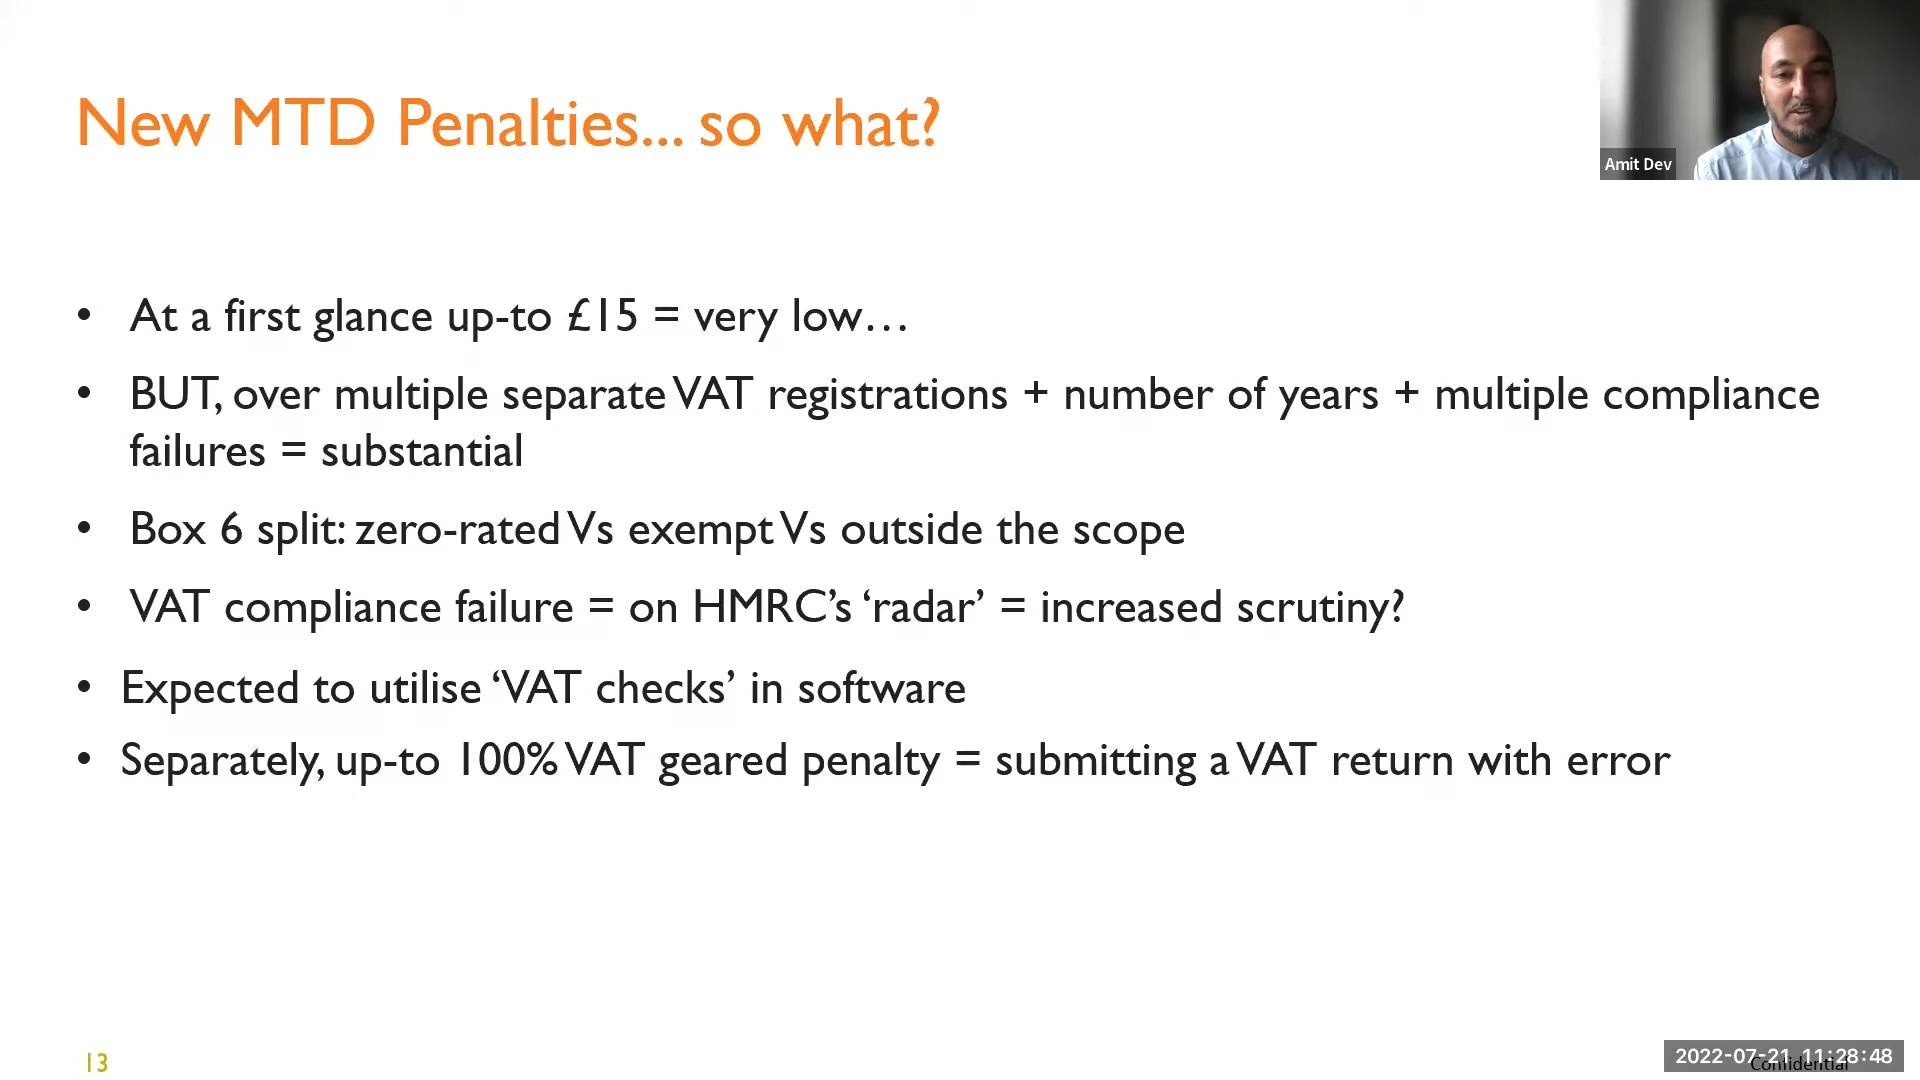 New MTD Penalties... so what?
Amit Dev
• At a first glance up-to £15 = very low…
• BUT, over multiple separate VAT registrations + number of years + multiple compliance
failures = substantial
• Box 6 split: zero-rated Vs exempt Vs outside the scope
• VAT compliance failure = on HMRC’s ‘radar’ = increased scrutiny?
• Expected to utilise ‘VAT checks’ in software
• Separately, up-to 100% VAT geared penalty = submitting a VAT return with error
13
2022-07-21 11:28:48
Confidential